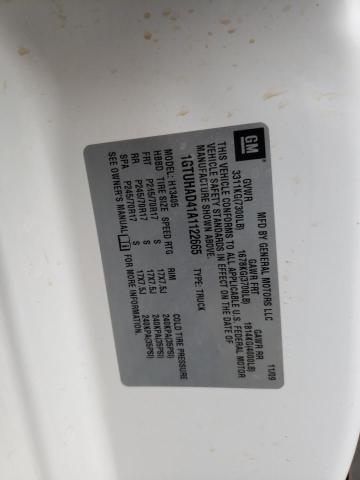 GM
MFD BY GENERAL MOTORS LLC
11/09
GVWR
GAWR FRT
GAWR RR
3311KG(7300LB)
1678KG(3700LB)
1814KG(4000LB)
THIS VEHICLE CONFORMS TO ALL APPLICABLE U.S. FEDERAL MOTOR
VEHICLE SAFETY STANDARDS IN EFFECT ON THE DATE OF
MANUFACTURE SHOWN ABOVE.
1GTUHAD41A1122665
TYPE: TRUCK
MODEL: H13405
HBBD TIRE SIZE SPEED RTG RIM COLD TIRE PRESSURE
FRT P245/70R17 S 17X7.5J 240KPA(35PSI)
RR P245/70R17 S 17X7.5J 240KPA(35PSI)
SPA P245/70R17 S 17X7.5J 240KPA(35PSI)
SEE OWNER'S MANUAL FOR MORE INFORMATION.